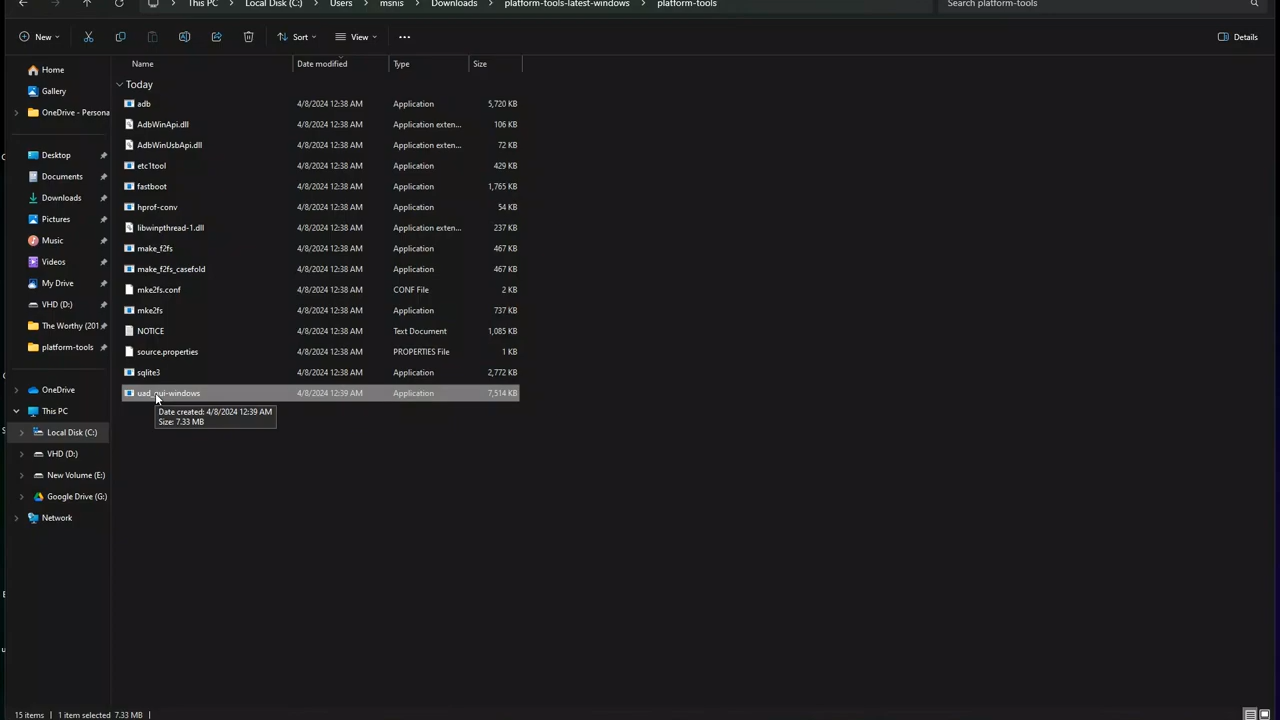 This PC > Local Disk (C:) > Users > msnis > Downloads > platform-tools-latest-windows > platform-tools
Search platform-tools
New
Sort
View
Details
Name Date modified Type Size
Today
adb 4/8/2024 12:38 AM Application 5,720 KB
AdbWinApi.dll 4/8/2024 12:38 AM Application exten... 106 KB
AdbWinUsbApi.dll 4/8/2024 12:38 AM Application exten... 72 KB
etc1tool 4/8/2024 12:38 AM Application 429 KB
fastboot 4/8/2024 12:38 AM Application 1,765 KB
hprof-conv 4/8/2024 12:38 AM Application 54 KB
libwinpthread-1.dll 4/8/2024 12:38 AM Application exten... 237 KB
make_f2fs 4/8/2024 12:38 AM Application 467 KB
make_f2fs_casefold 4/8/2024 12:38 AM Application 467 KB
mke2fs.conf 4/8/2024 12:38 AM CONF File 2 KB
mke2fs 4/8/2024 12:38 AM Application 737 KB
NOTICE 4/8/2024 12:38 AM Text Document 1,085 KB
source.properties 4/8/2024 12:38 AM PROPERTIES File 1 KB
sqlite3 4/8/2024 12:38 AM Application 2,772 KB
uad_gui-windows 4/8/2024 12:39 AM Application 7,514 KB
Date created: 4/8/2024 12:39 AM
Size: 7.33 MB
Home
Gallery
OneDrive - Persona
Desktop
Documents
Downloads
Pictures
Music
Videos
My Drive
VHD (D:)
The Worthy (201
platform-tools
OneDrive
This PC
Local Disk (C:)
VHD (D:)
New Volume (E:)
Google Drive (G:)
Network
15 items | 1 item selected 7.33 MB |